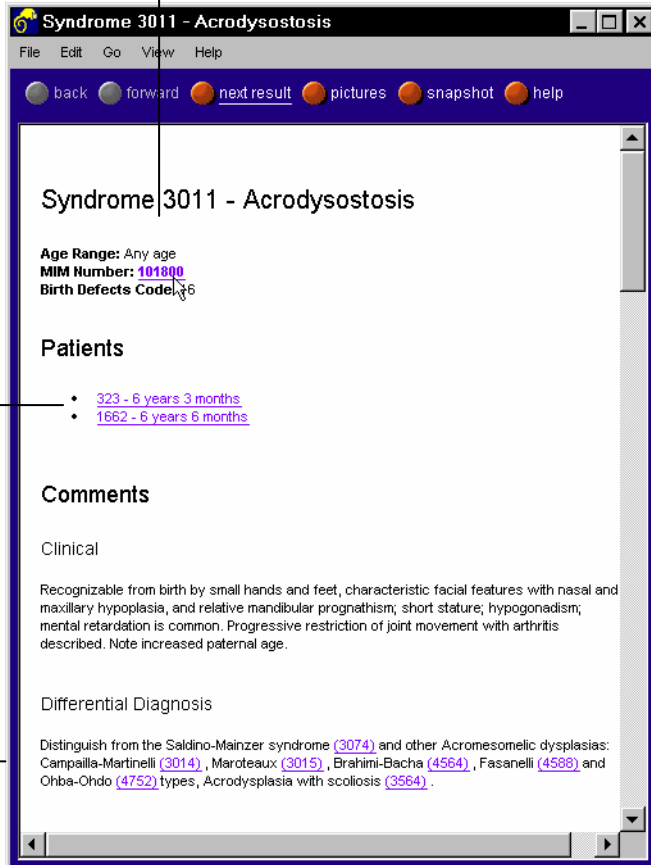 Syndrome 3011 - Acrodysostosis
File Edit Go View Help
back forward next result pictures snapshot help
Syndrome 3011 - Acrodysostosis
Age Range: Any age
MIM Number: 101800
Birth Defects Code: 16
Patients
• 323 - 6 years 3 months
• 1662 - 6 years 6 months
Comments
Clinical
Recognizable from birth by small hands and feet, characteristic facial features with nasal and
maxillary hypoplasia, and relative mandibular prognathism; short stature; hypogonadism;
mental retardation is common. Progressive restriction of joint movement with arthritis
described. Note increased paternal age.
Differential Diagnosis
Distinguish from the Saldino-Mainzer syndrome (3074) and other Acromesomelic dysplasias:
Campailla-Martinelli (3014) , Maroteaux (3015) , Brahimi-Bacha (4564) , Fasanelli (4588) and
Ohba-Ohdo (4752) types, Acrodysplasia with scoliosis (3564) .